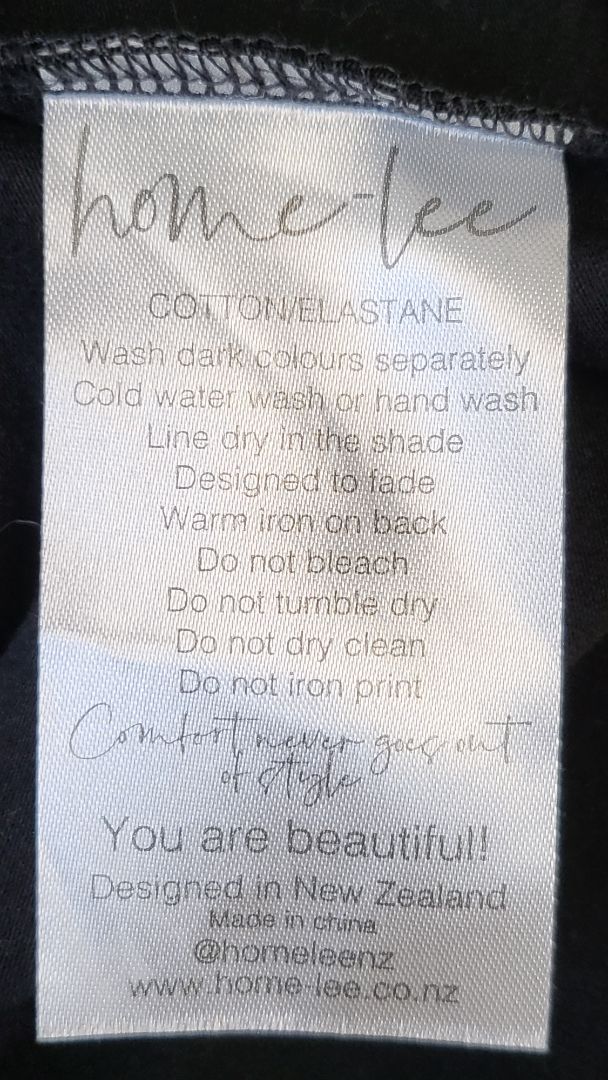 home-lee
COTTON/ELASTANE
Wash dark colours separately
Cold water wash or hand wash
Line dry in the shade
Designed to fade
Warm iron on back
Do not bleach
Do not tumble dry
Do not dry clean
Do not iron print
Comfort never goes out
of style
You are beautiful!
Designed in New Zealand
Made in china
@homeleenz
www.home-lee.co.nz